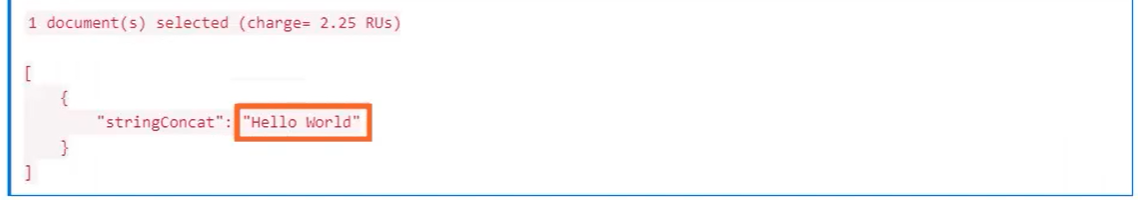 1 document(s) selected (charge= 2.25 RUs)
[
{
"stringConcat": "Hello World"
}
]